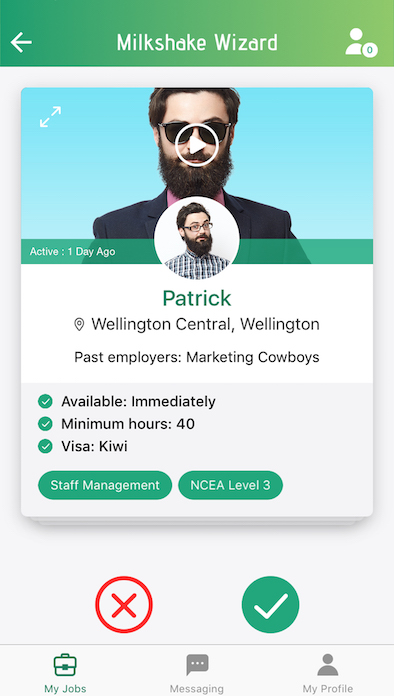 Milkshake Wizard
0
Active : 1 Day Ago
Patrick
Wellington Central, Wellington
Past employers: Marketing Cowboys
Available: Immediately
Minimum hours: 40
Visa: Kiwi
Staff Management
NCEA Level 3
My Jobs
Messaging
My Profile